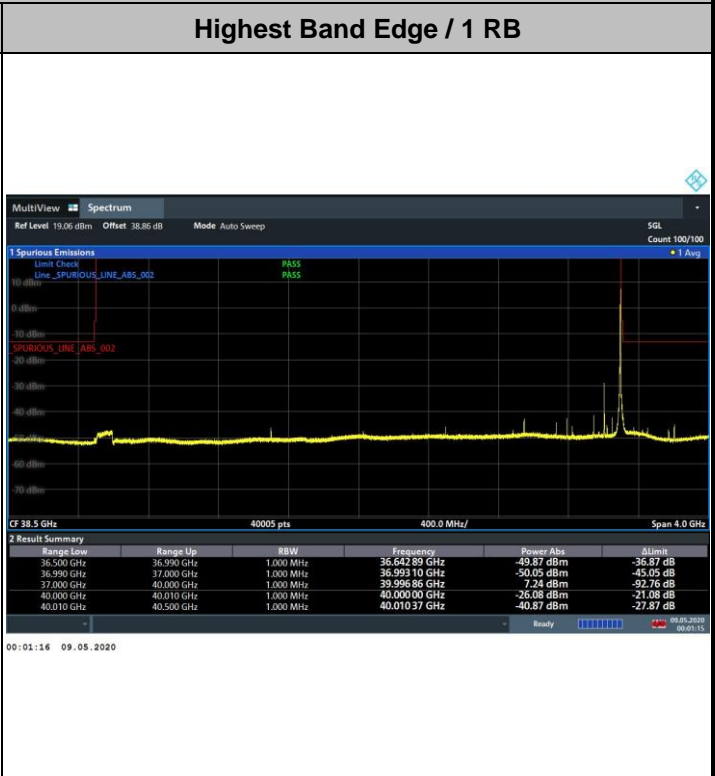 Highest Band Edge / 1 RB
MultiView Spectrum
Ref Level 19.06 dBm Offset 38.86 dB Mode Auto Sweep SGL
Count 100/100
1 Spurious Emissions 1 Avg
Limit Check PASS
Line _SPURIOUS_LINE_ABS_002 PASS
10 dBm
0 dBm
-10 dBm
_SPURIOUS_LINE_ABS_002
-20 dBm
-30 dBm
-40 dBm
-60 dBm
-70 dBm
CF 38.5 GHz 40005 pts 400.0 MHz/ Span 4.0 GHz
2 Result Summary
Range Low Range Up RBW Frequency Power Abs ΔLimit
36.500 GHz 36.990 GHz 1.000 MHz 36.642 89 GHz -49.87 dBm -36.87 dB
36.990 GHz 37.000 GHz 1.000 MHz 36.993 10 GHz -50.05 dBm -45.05 dB
37.000 GHz 40.000 GHz 1.000 MHz 39.996 86 GHz 7.24 dBm -92.76 dB
40.000 GHz 40.010 GHz 1.000 MHz 40.000 00 GHz -26.08 dBm -21.08 dB
40.010 GHz 40.500 GHz 1.000 MHz 40.010 37 GHz -40.87 dBm -27.87 dB
Ready 09.05.2020
00:01:15
00:01:16 09.05.2020